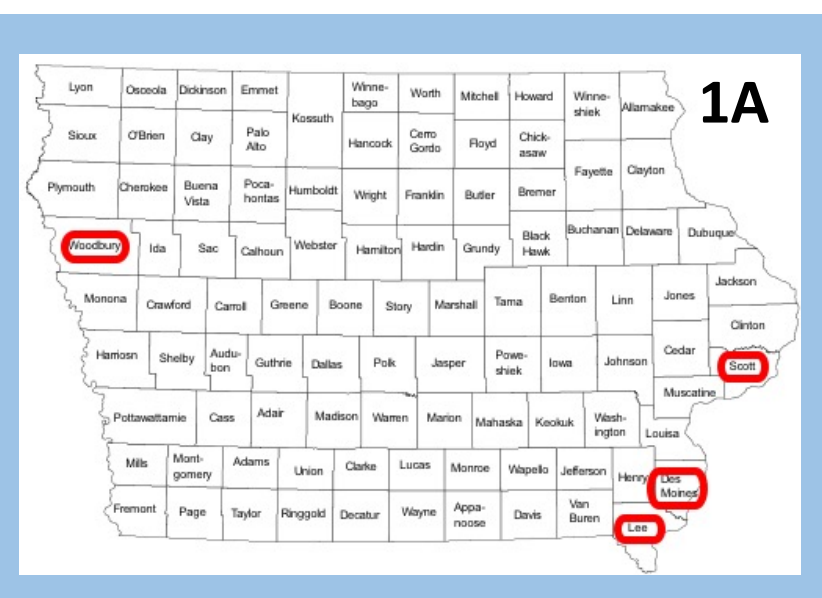 1A
Lyon
Osceola
Dickinson
Emmet
Kossuth
Winne-
bago
Worth
Mitchell
Howard
Winne-
shiek
Allamakee
Sioux
O'Brien
Clay
Palo
Alto
Hancock
Cerro
Gordo
Floyd
Chick-
asaw
Fayette
Clayton
Plymouth
Cherokee
Buena
Vista
Poca-
hontas
Humboldt
Wright
Franklin
Butler
Bremer
Woodbury
Ida
Sac
Calhoun
Webster
Hamilton
Hardin
Grundy
Black
Hawk
Buchanan
Delaware
Dubuque
Monona
Crawford
Carroll
Greene
Boone
Story
Marshall
Tama
Benton
Linn
Jones
Jackson
Clinton
Harriosn
Shelby
Audu-
bon
Guthrie
Dallas
Polk
Jasper
Powe-
shiek
Iowa
Johnson
Cedar
Scott
Muscatine
Pottawattamie
Cass
Adair
Madison
Warren
Marion
Mahaska
Keokuk
Wash-
ington
Louisa
Mills
Mont-
gomery
Adams
Union
Clarke
Lucas
Monroe
Wapello
Jefferson
Henry
Des
Moines
Fremont
Page
Taylor
Ringgold
Decatur
Wayne
Appa-
noose
Davis
Van
Buren
Lee